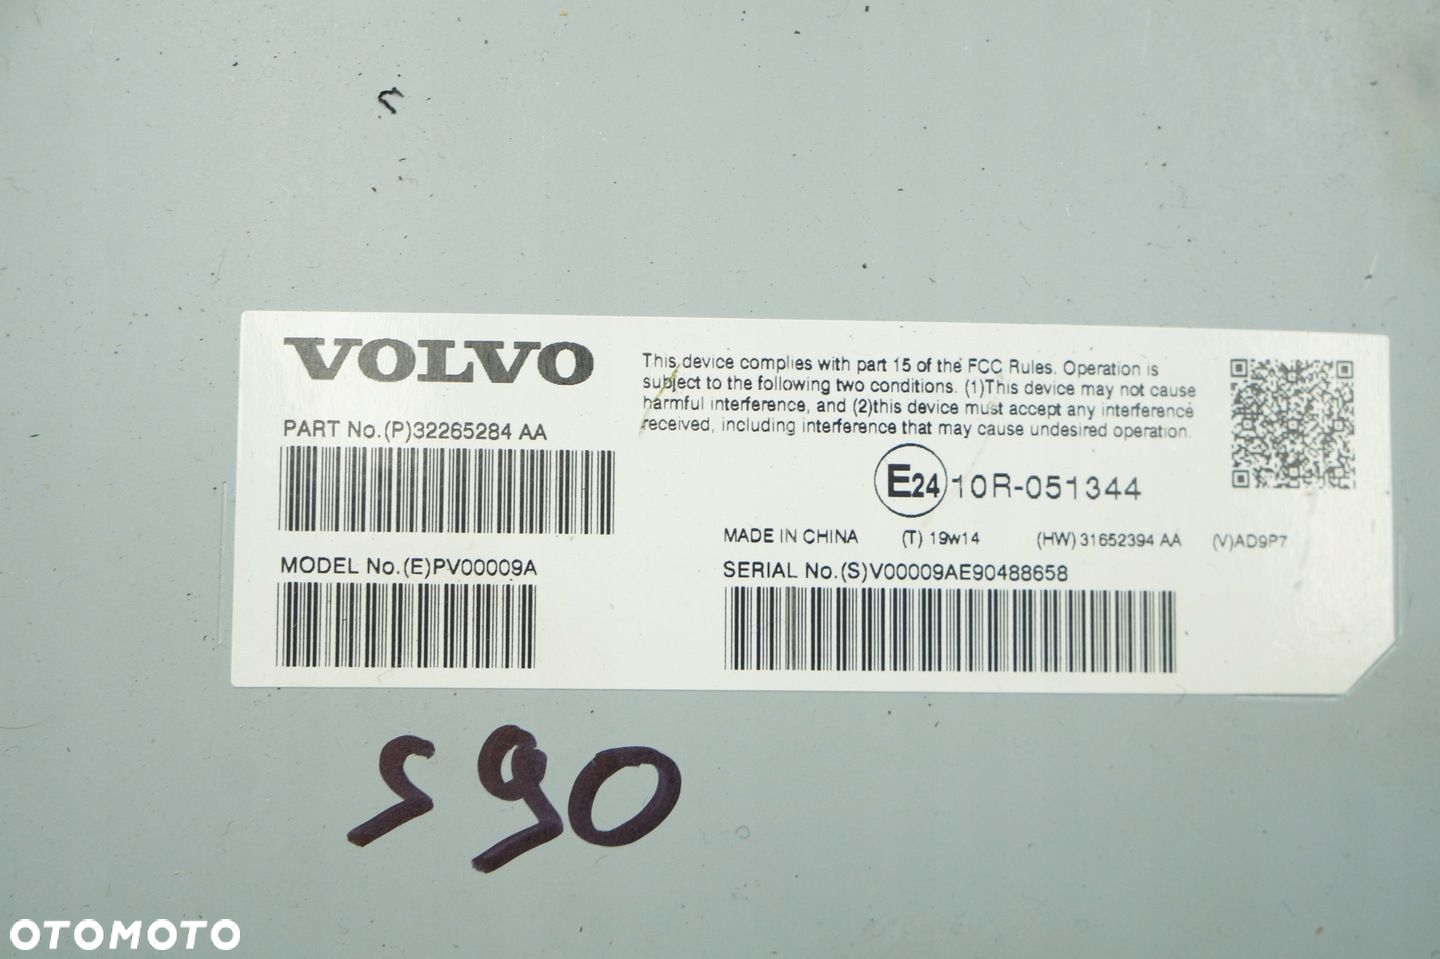 VOLVO
PART No.(P)32265284 AA
MODEL No.(E)PV00009A
This device complies with part 15 of the FCC Rules. Operation is
subject to the following two conditions. (1)This device may not cause
harmful interference, and (2)this device must accept any interference
received, including interference that may cause undesired operation.
E24 10R-051344
MADE IN CHINA (T) 19w14 (HW) 31652394 AA (V)AD9P7
SERIAL No.(S)V00009AE90488658
S90
OTOMOTO